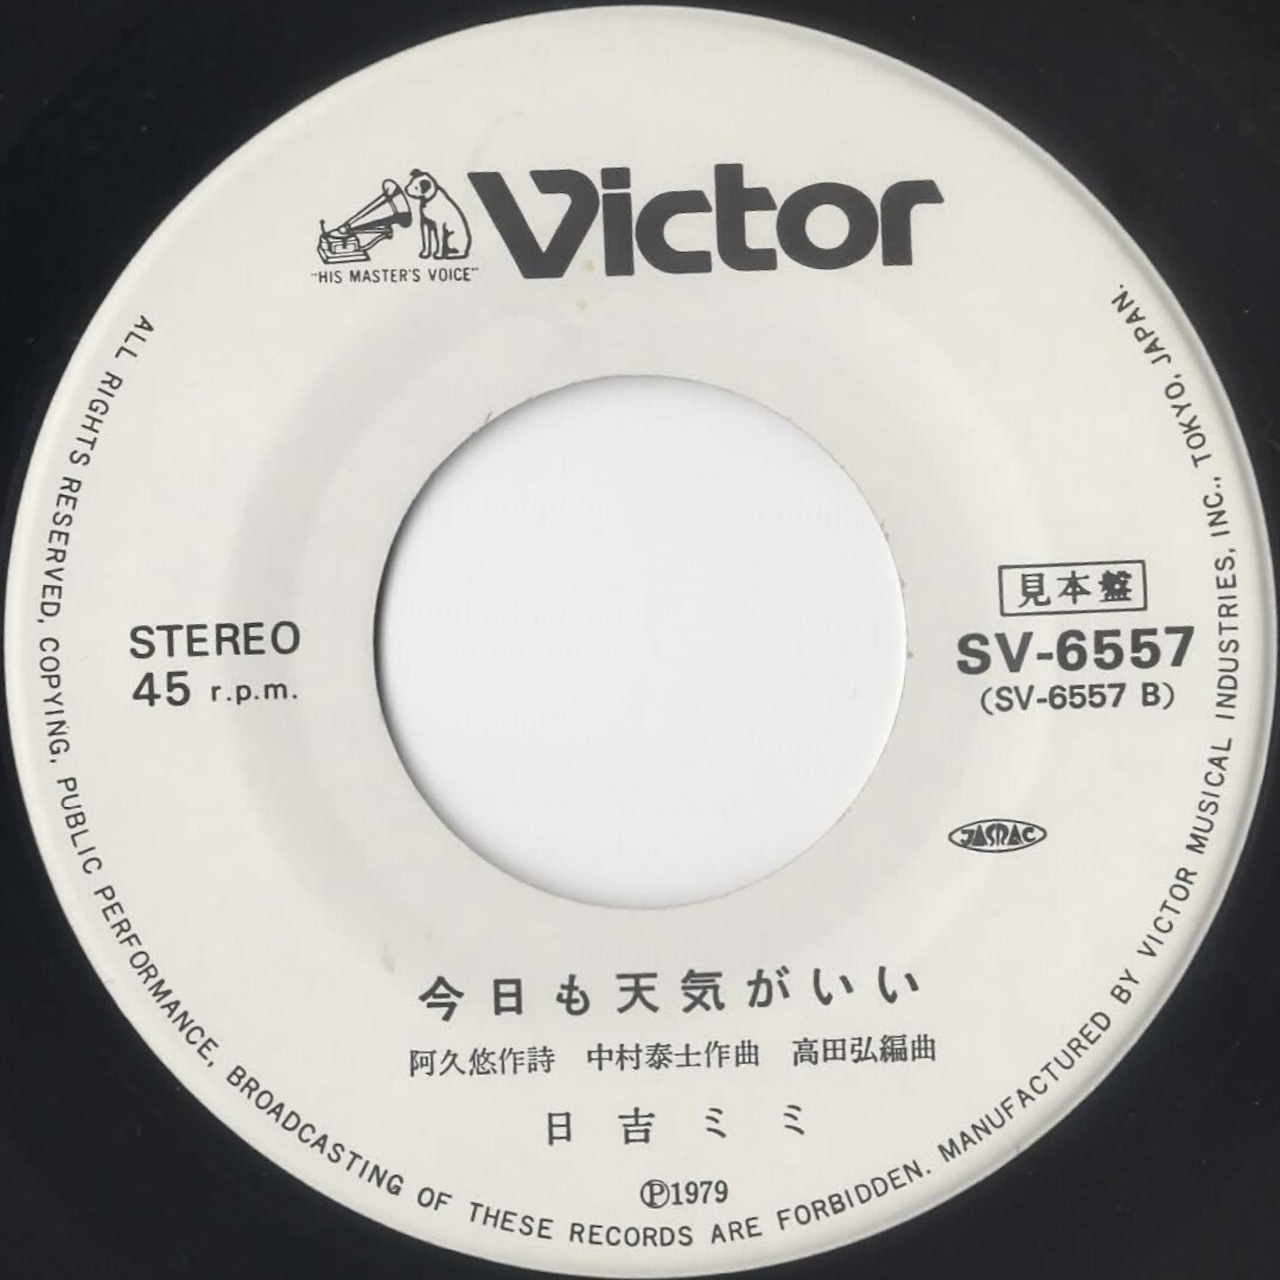 Victor
"HIS MASTER'S VOICE"
見本盤
STEREO
45 r.p.m.
SV-6557
(SV-6557 B)
JASRAC
今日も天気がいい
阿久悠作詩 中村泰士作曲 高田弘編曲
日吉ミミ
Ⓟ1979
ALL RIGHTS RESERVED, COPYING, PUBLIC PERFORMANCE, BROADCASTING OF THESE RECORDS ARE FORBIDDEN. MANUFACTURED BY VICTOR MUSICAL INDUSTRIES, INC., TOKYO, JAPAN.